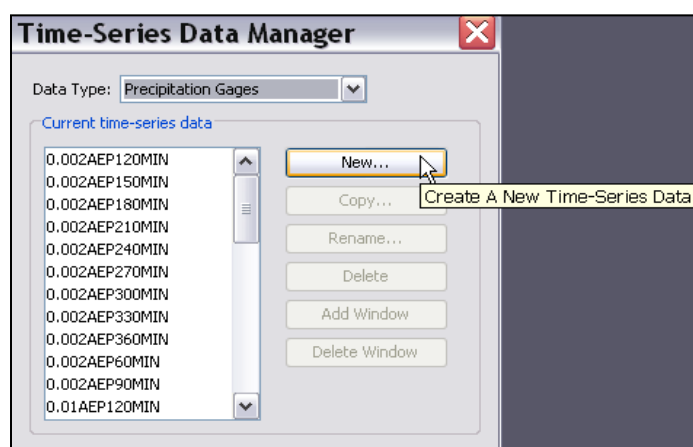 Time-Series Data Manager
Data Type: Precipitation Gages
Current time-series data
0.002AEP120MIN
0.002AEP150MIN
0.002AEP180MIN
0.002AEP210MIN
0.002AEP240MIN
0.002AEP270MIN
0.002AEP300MIN
0.002AEP330MIN
0.002AEP360MIN
0.002AEP60MIN
0.002AEP90MIN
0.01AEP120MIN
New...
Create A New Time-Series Data
Copy...
Rename...
Delete
Add Window
Delete Window